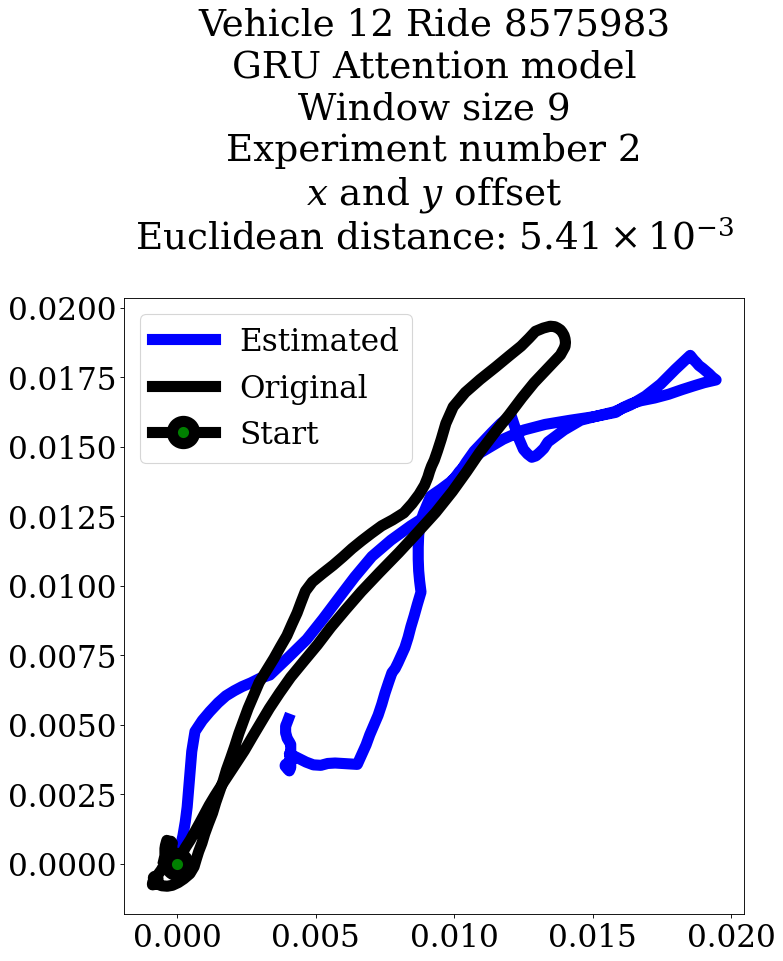 Vehicle 12 Ride 8575983
GRU Attention model
Window size 9
Experiment number 2
x and y offset
Euclidean distance: 5.41 × 10⁻³
0.0200
0.0175
0.0150
0.0125
0.0100
0.0075
0.0050
0.0025
0.0000
Estimated
Original
Start
0.000 0.005 0.010 0.015 0.020